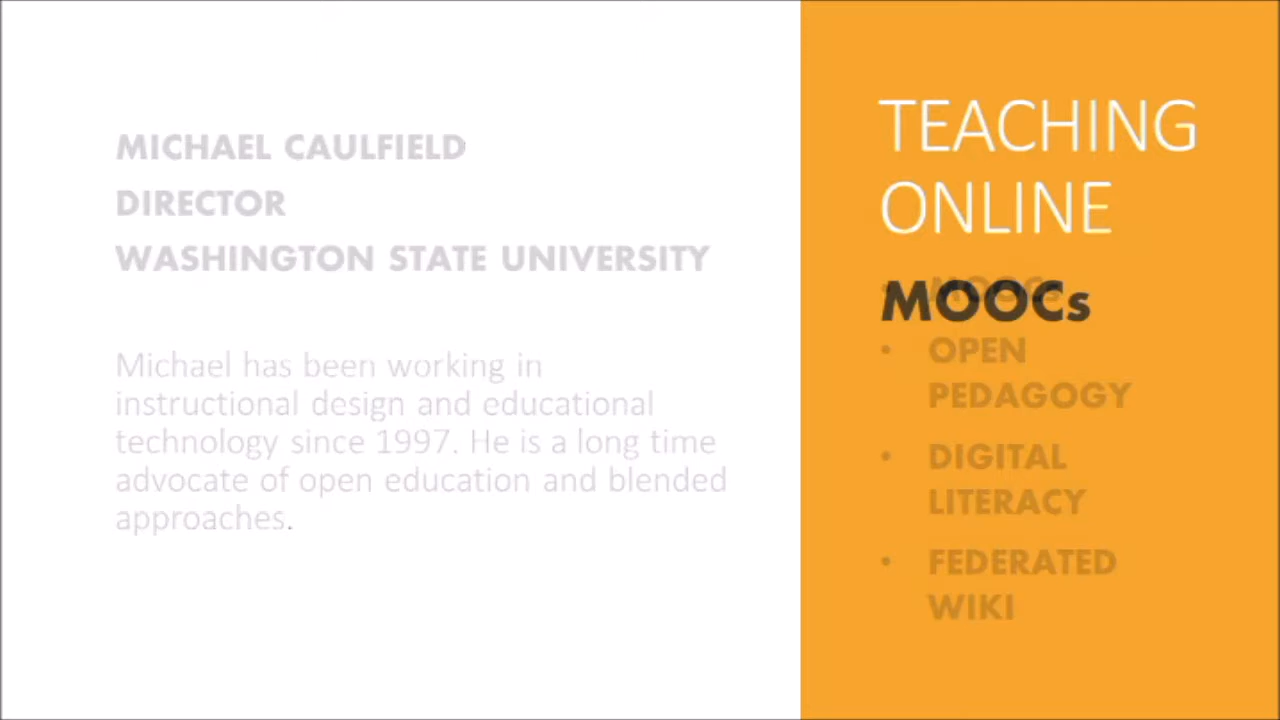 MICHAEL CAULFIELD
DIRECTOR
WASHINGTON STATE UNIVERSITY
Michael has been working in
instructional design and educational
technology since 1997. He is a long time
advocate of open education and blended
approaches.
TEACHING
ONLINE
MOOCs
• MOOCs
• OPEN
PEDAGOGY
• DIGITAL
LITERACY
• FEDERATED
WIKI